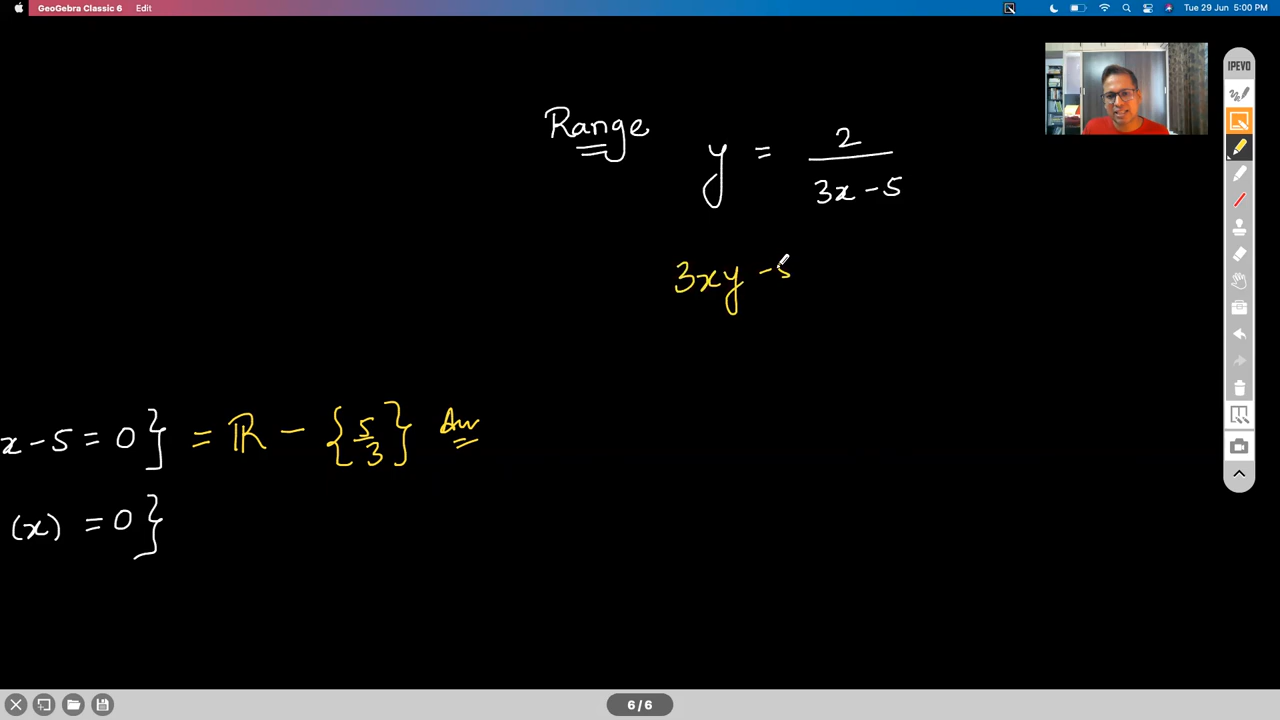 GeoGebra Classic 6 Edit Tue 29 Jun 5:00 PM
IPEVO
Range
y = 2/(3x - 5)
3xy - 5
x - 5 = 0} = ℝ - {5/3} Ans
(x) = 0}
6 / 6